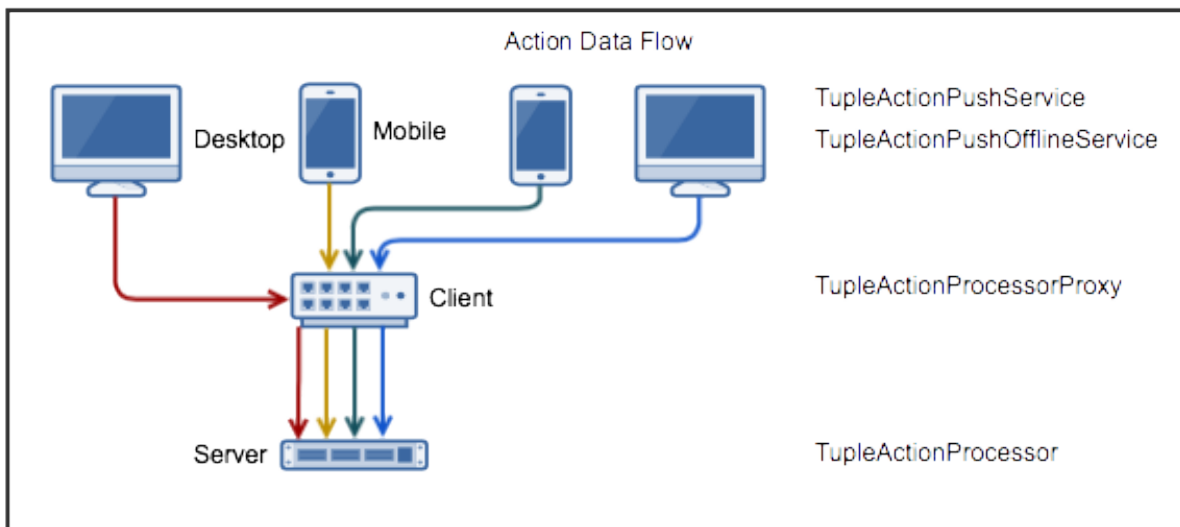 Action Data Flow
TupleActionPushService
Desktop
Mobile
TupleActionPushOfflineService
Client
TupleActionProcessorProxy
Server
TupleActionProcessor